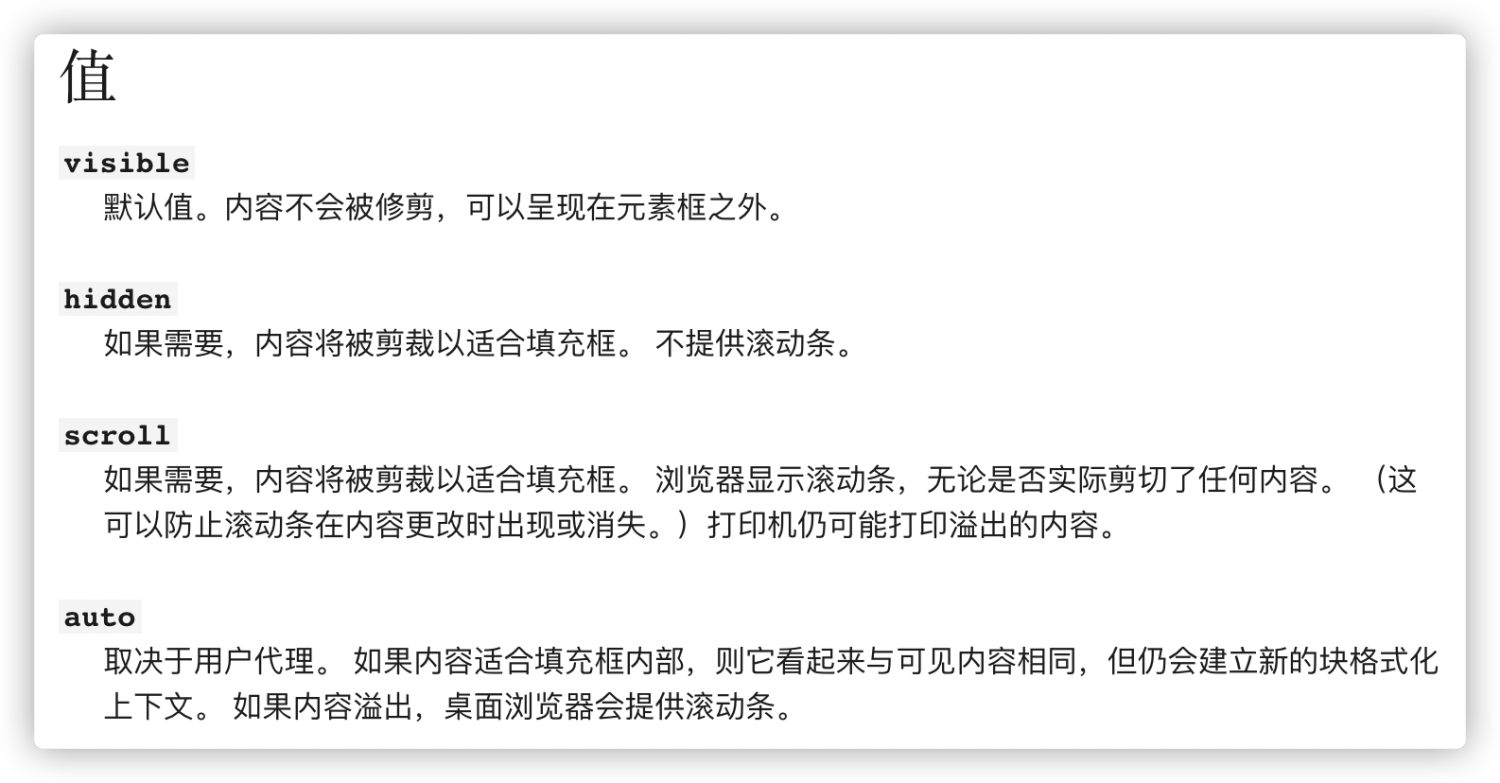 值
visible
默认值。内容不会被修剪，可以呈现在元素框之外。
hidden
如果需要，内容将被剪裁以适合填充框。 不提供滚动条。
scroll
如果需要，内容将被剪裁以适合填充框。 浏览器显示滚动条，无论是否实际剪切了任何内容。 （这
可以防止滚动条在内容更改时出现或消失。）打印机仍可能打印溢出的内容。
auto
取决于用户代理。 如果内容适合填充框内部，则它看起来与可见内容相同，但仍会建立新的块格式化
上下文。 如果内容溢出，桌面浏览器会提供滚动条。